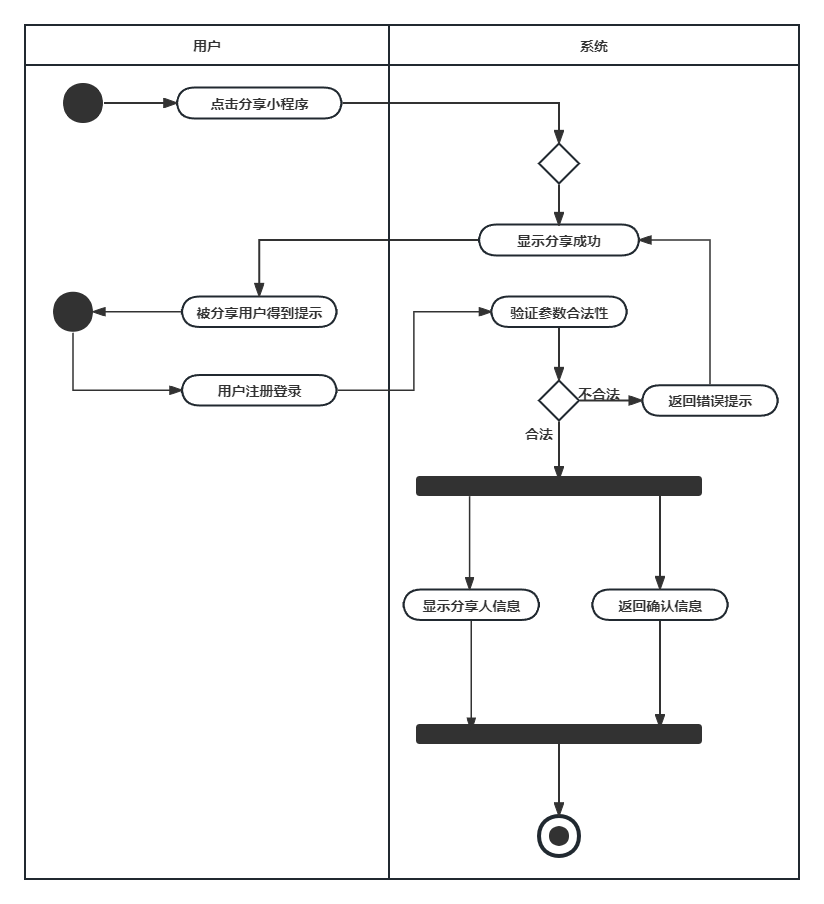 用户
系统
点击分享小程序
显示分享成功
被分享用户得到提示
验证参数合法性
用户注册登录
不合法
返回错误提示
合法
显示分享人信息
返回确认信息